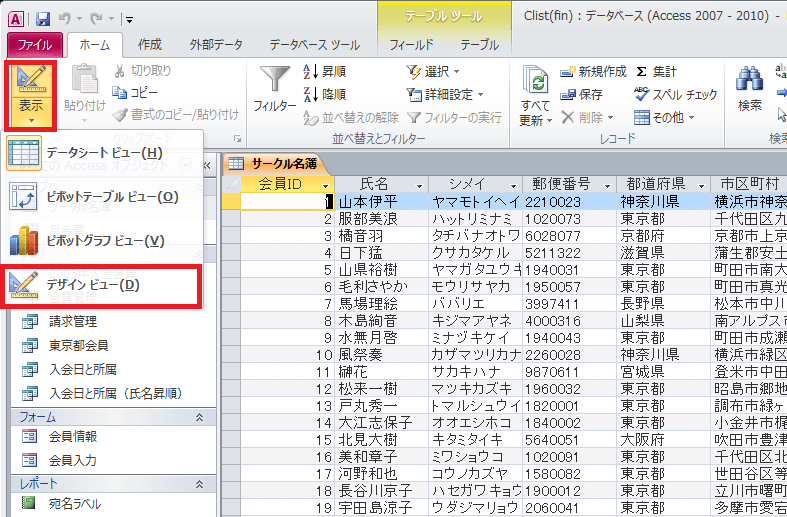 テーブル ツール
Clist(fin) : データベース (Access 2007 - 2010) -
ファイル ホーム 作成 外部データ データベース ツール フィールド テーブル
表示
貼り付け
切り取り
コピー
書式のコピー/貼り付け
フィルター
昇順
降順
並べ替えの解除
選択
詳細設定
フィルターの実行
並べ替えとフィルター
すべて
更新
新規作成
保存
削除
集計
スペル チェック
その他
レコード
検索
データシート ビュー(H)
ピボットテーブル ビュー(O)
ピボットグラフ ビュー(V)
デザイン ビュー(D)
請求管理
東京都会員
入会日と所属
入会日と所属（氏名昇順）
フォーム
会員情報
会員入力
レポート
宛名ラベル
サークル名簿
会員ID 氏名 シメイ 郵便番号 都道府県 市区町村
1 山本伊平 ヤマモトイヘイ 2210023 神奈川県 横浜市神奈
2 服部美浪 ハットリミナミ 1020073 東京都 千代田区九
3 橘音羽 タチバナオトワ 6028077 京都府 京都市上京
4 日下猛 クサカタケル 5211322 滋賀県 蒲生郡安土
5 山県裕樹 ヤマガタユウキ 1940031 東京都 町田市南大
6 毛利さやか モウリサヤカ 1950057 東京都 町田市真光
7 馬場理絵 ババリエ 3997417 長野県 松本市中川
8 木島絢音 キジマアヤネ 4000316 山梨県 南アルプス市
9 水無月啓 ミナヅキケイ 1940043 東京都 町田市成瀬
10 風祭奏 カザマツリカナ 2260028 神奈川県 横浜市緑区
11 榊花 サカキハナ 9870611 宮城県 登米市中田
12 松来一樹 マツキカズキ 1960032 東京都 昭島市郷地
13 戸丸秀一 トマルシュウイ 1820001 東京都 調布市緑ヶ
14 大江志保子 オオエシホコ 1840002 東京都 小金井市梶
15 北見大樹 キタミタイキ 5640051 大阪府 吹田市豊津
16 美和章子 ミワショウコ 1020091 東京都 千代田区北
17 河野和也 コウノカズヤ 1580082 東京都 世田谷区等
18 長谷川京子 ハセガワキョウ 1900012 東京都 立川市曙町
19 宇田島涼子 ウダジマリョウ 2060041 東京都 多摩市愛宕